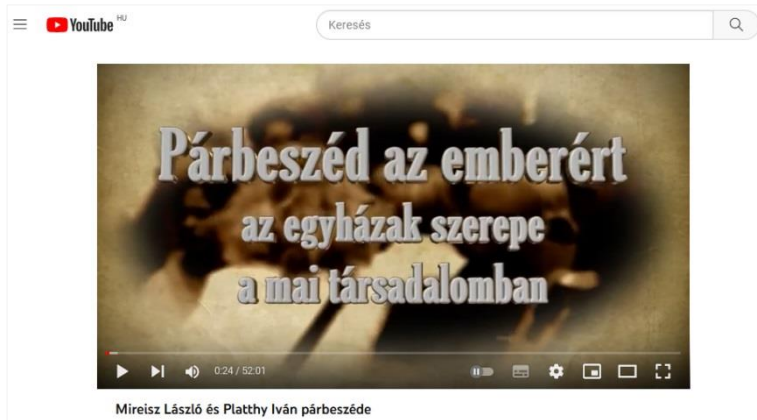 YouTube HU
Keresés
Párbeszéd az emberért
az egyházak szerepe
a mai társadalomban
0:24 / 52:01
Mireisz László és Platthy Iván párbeszéde